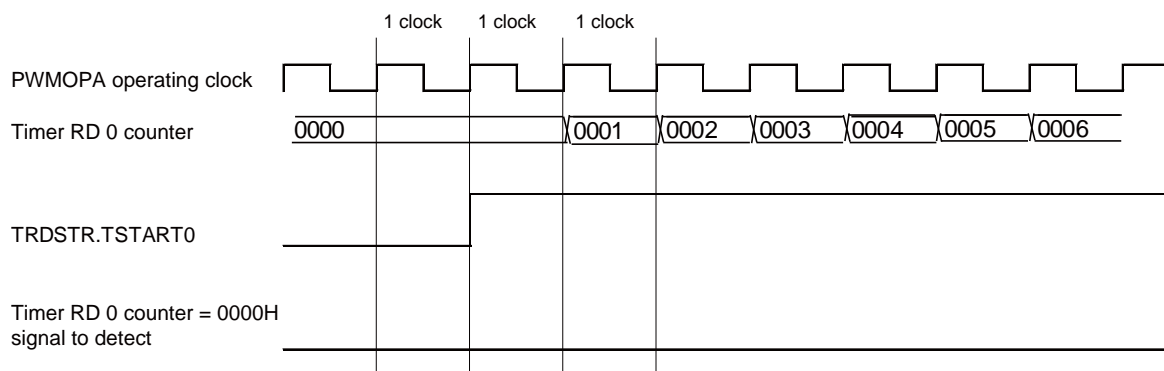 1 clock 1 clock 1 clock
PWMOPA operating clock
Timer RD 0 counter 0000 0001 0002 0003 0004 0005 0006
TRDSTR.TSTART0
Timer RD 0 counter = 0000H
signal to detect